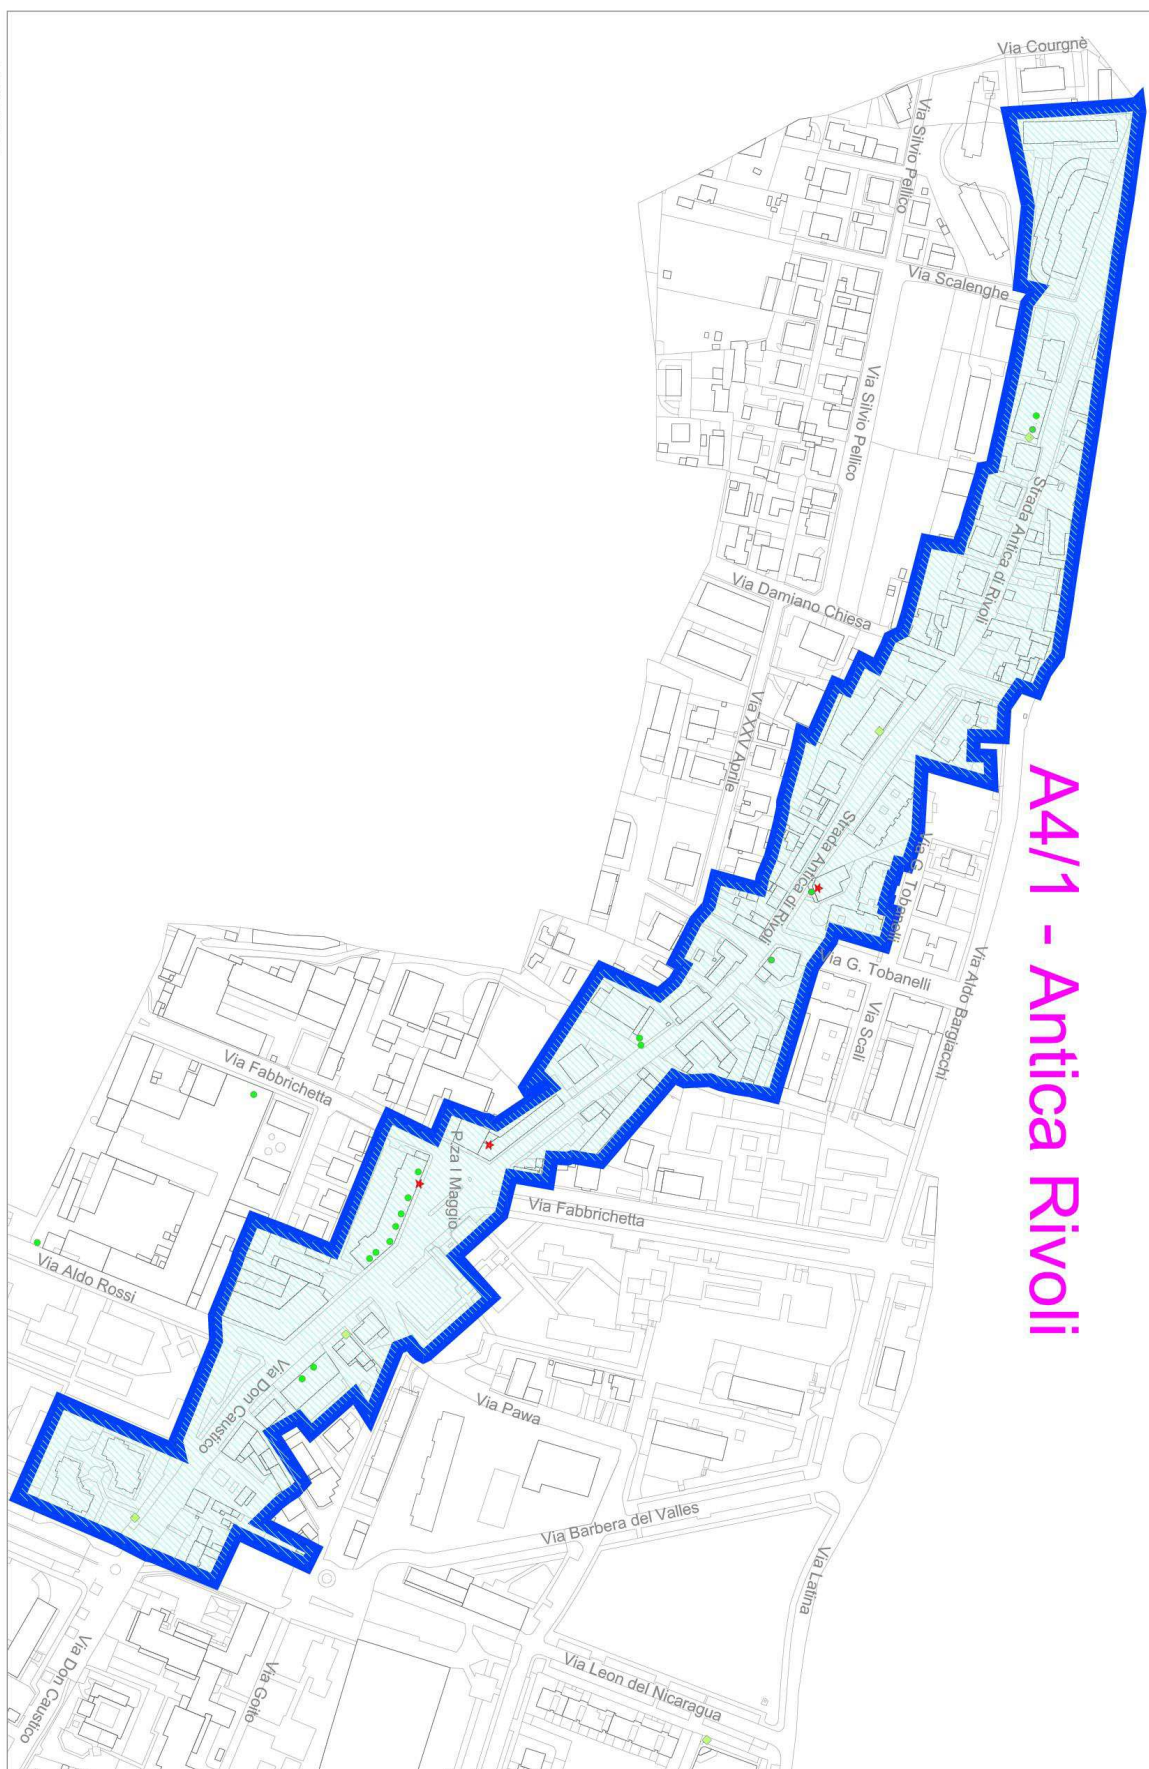 Via Courgnè
Via Silvio Pellico
Via Scalenghe
Via Silvio Pellico
Strada Antica di Rivoli
Via Damiano Chiesa
Via XXV Aprile
A4/1 - Antica Rivoli
Strada Antica di Rivoli
Via G. Tobanelli
Via G. Tobanelli
Via Aldo Bargiacchi
Via Scali
Via Fabbrichetta
P.za I Maggio
Via Fabbrichetta
Via Aldo Rossi
Via Don Caustico
Via Pawa
Via Barbera del Valles
Via Latina
Via Leon del Nicaragua
Via Goito
Via Don Caustico